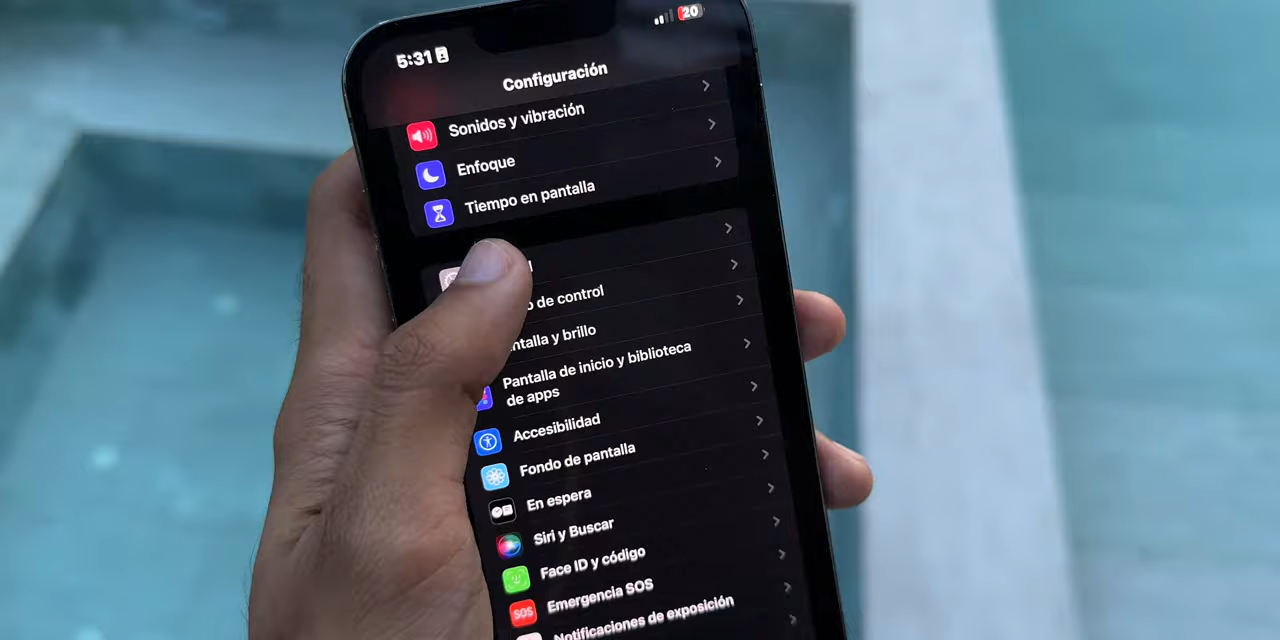 5:31
20
Configuración
Sonidos y vibración
Enfoque
Tiempo en pantalla
de control
y brillo
Pantalla de inicio y biblioteca
de apps
Accesibilidad
Fondo de pantalla
En espera
Siri y Buscar
Face ID y código
SOS
Emergencia SOS
Notificaciones de exposición